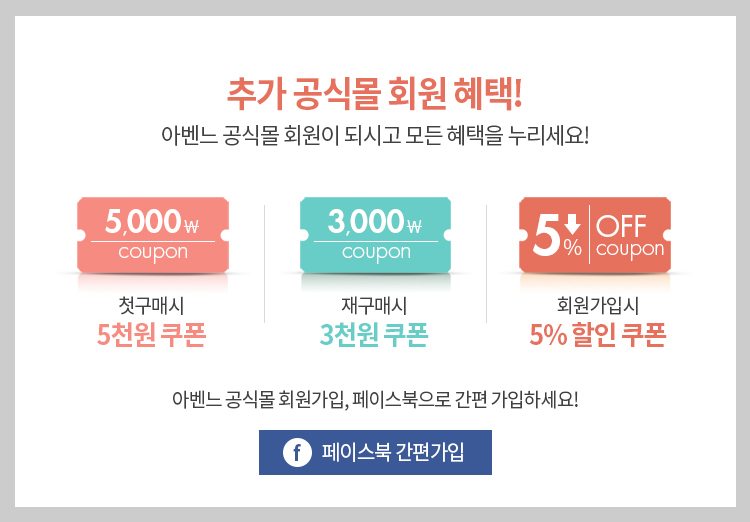 추가 공식몰 회원 혜택!
아벤느 공식몰 회원이 되시고 모든 혜택을 누리세요!
5,000₩
coupon
첫구매시
5천원 쿠폰
3,000₩
coupon
재구매시
3천원 쿠폰
5% OFF
coupon
회원가입시
5% 할인 쿠폰
아벤느 공식몰 회원가입, 페이스북으로 간편 가입하세요!
f 페이스북 간편가입